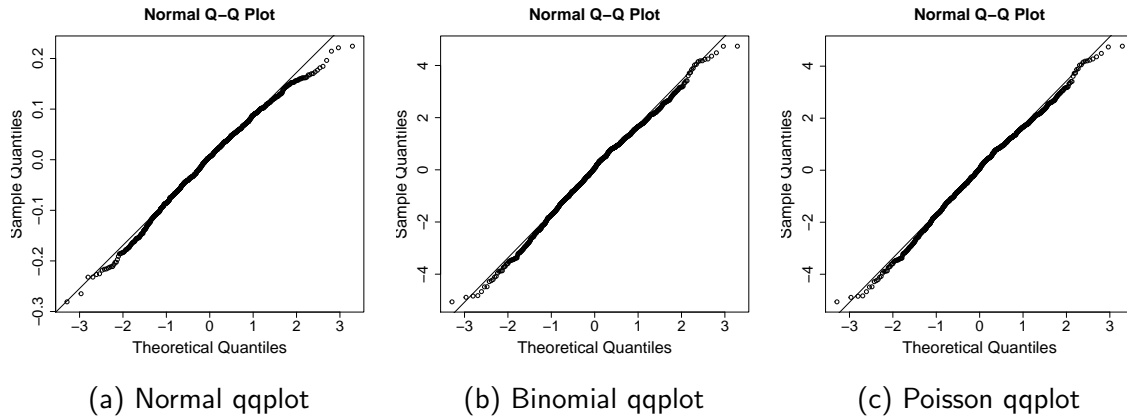 Normal Q−Q Plot
Sample Quantiles
0.2
0.1
0.0
−0.1
−0.2
−0.3
−3 −2 −1 0 1 2 3
Theoretical Quantiles
(a) Normal qqplot
Normal Q−Q Plot
Sample Quantiles
4
2
0
−2
−4
−3 −2 −1 0 1 2 3
Theoretical Quantiles
(b) Binomial qqplot
Normal Q−Q Plot
Sample Quantiles
4
2
0
−2
−4
−3 −2 −1 0 1 2 3
Theoretical Quantiles
(c) Poisson qqplot